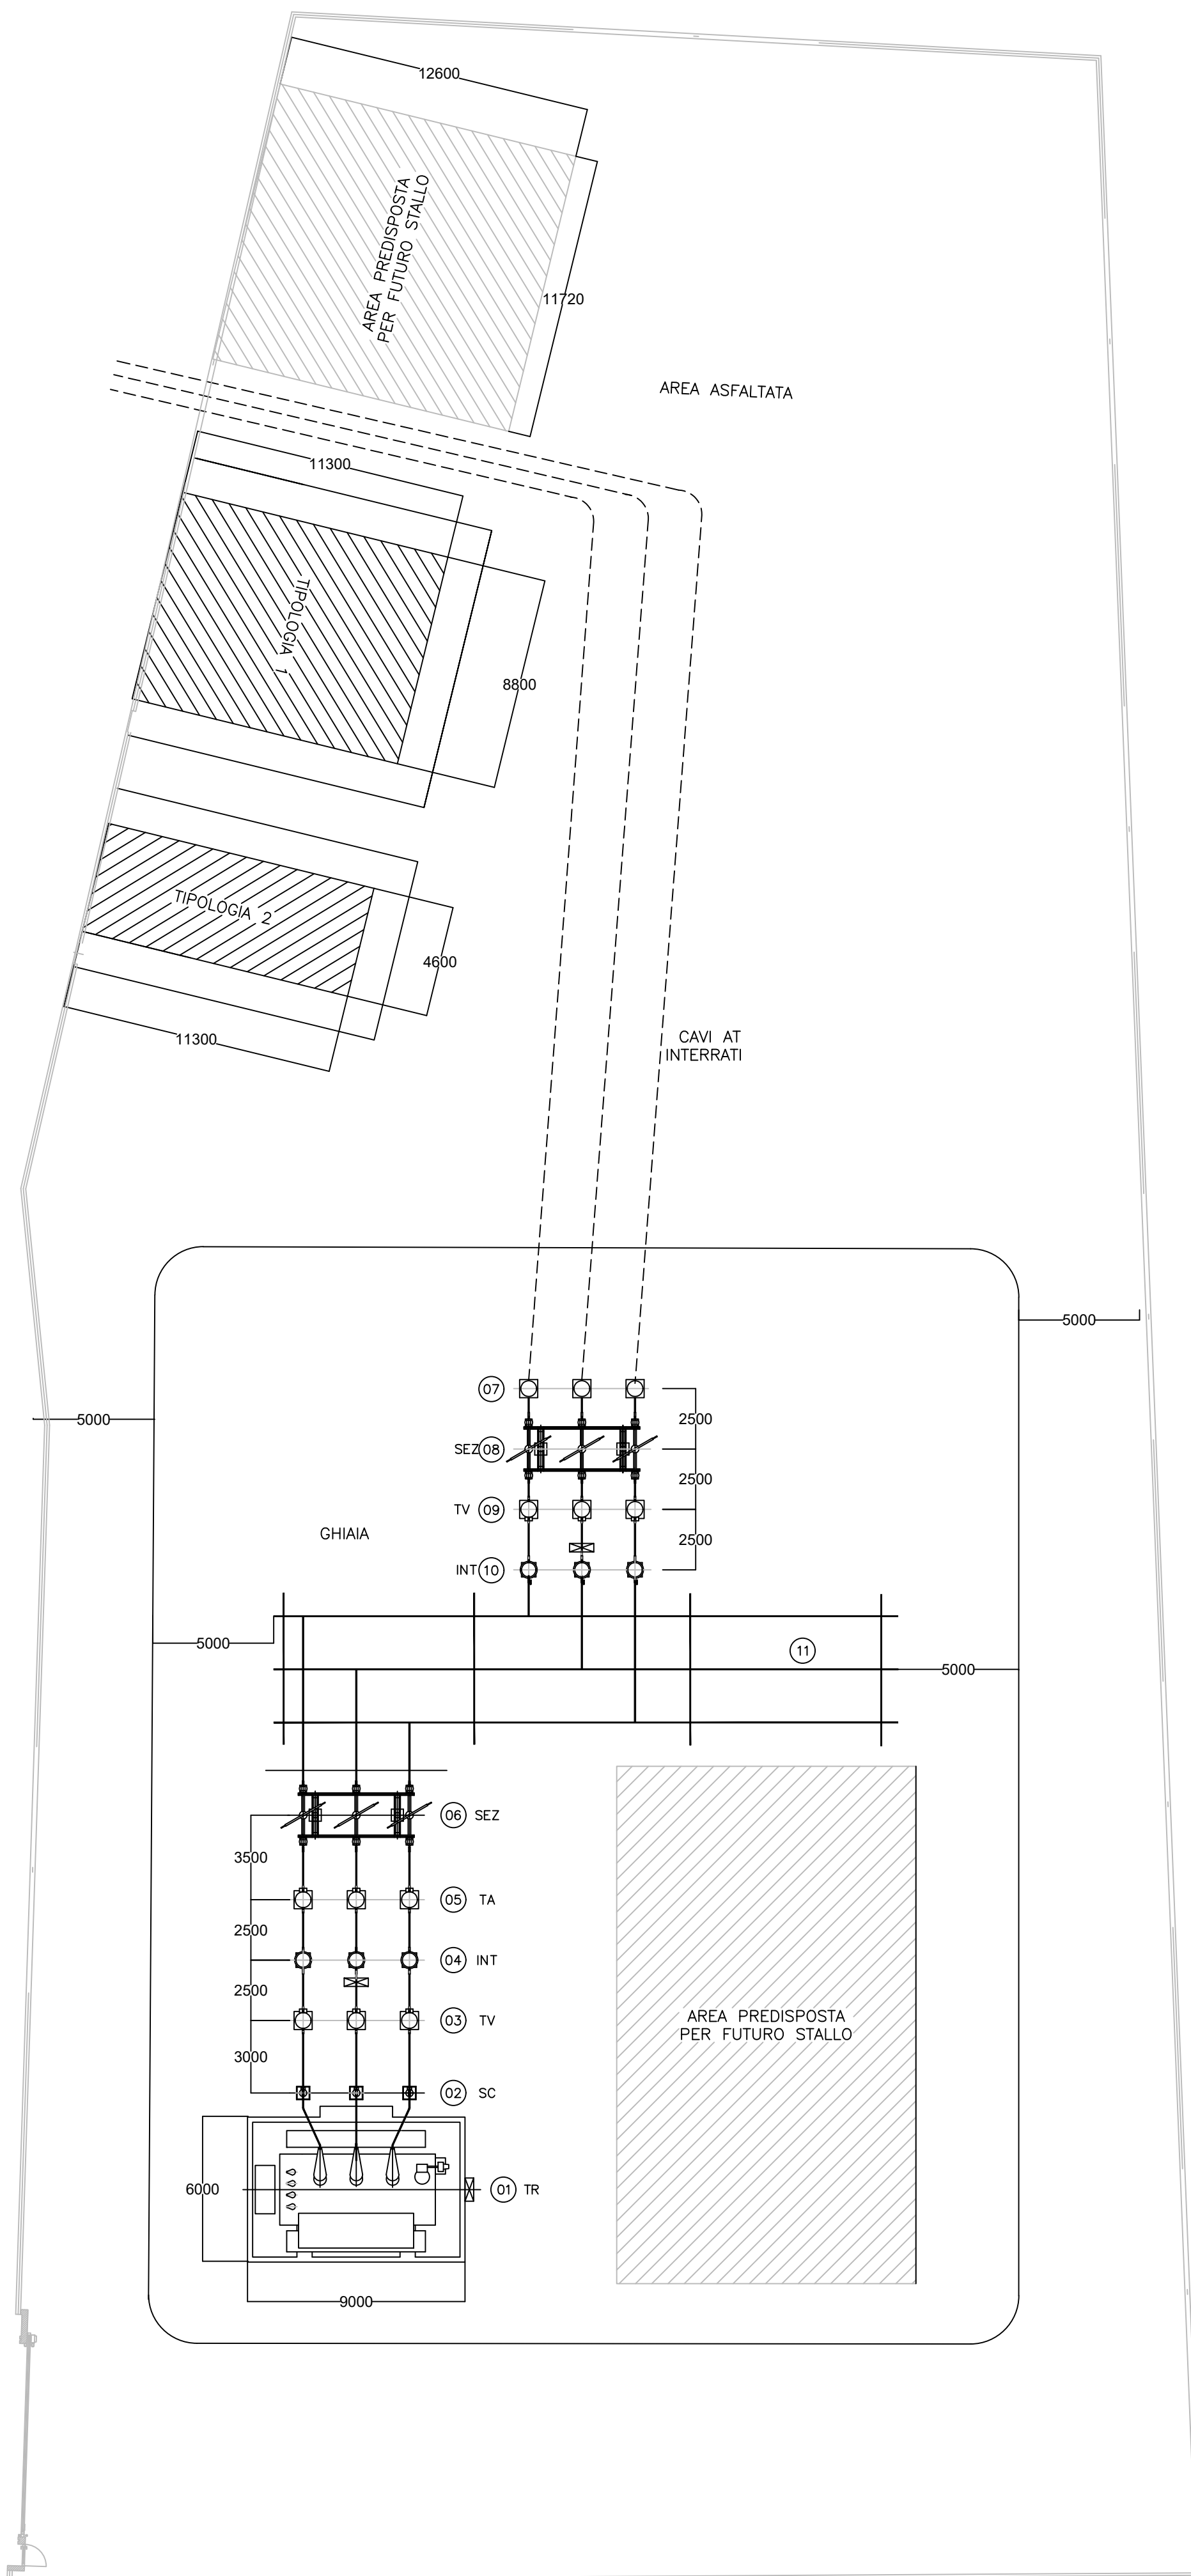 12600
AREA PREDISPOSTA
PER FUTURO STALLO
11720
AREA ASFALTATA
11300
TIPOLOGIA 1
8800
TIPOLOGIA 2
4600
11300
CAVI AT
INTERRATI
5000
5000
07
2500
SEZ 08
2500
TV 09
GHIAIA
2500
INT 10
5000
11
5000
06 SEZ
3500
05 TA
2500
04 INT
2500
03 TV
AREA PREDISPOSTA
PER FUTURO STALLO
3000
02 SC
6000
01 TR
9000